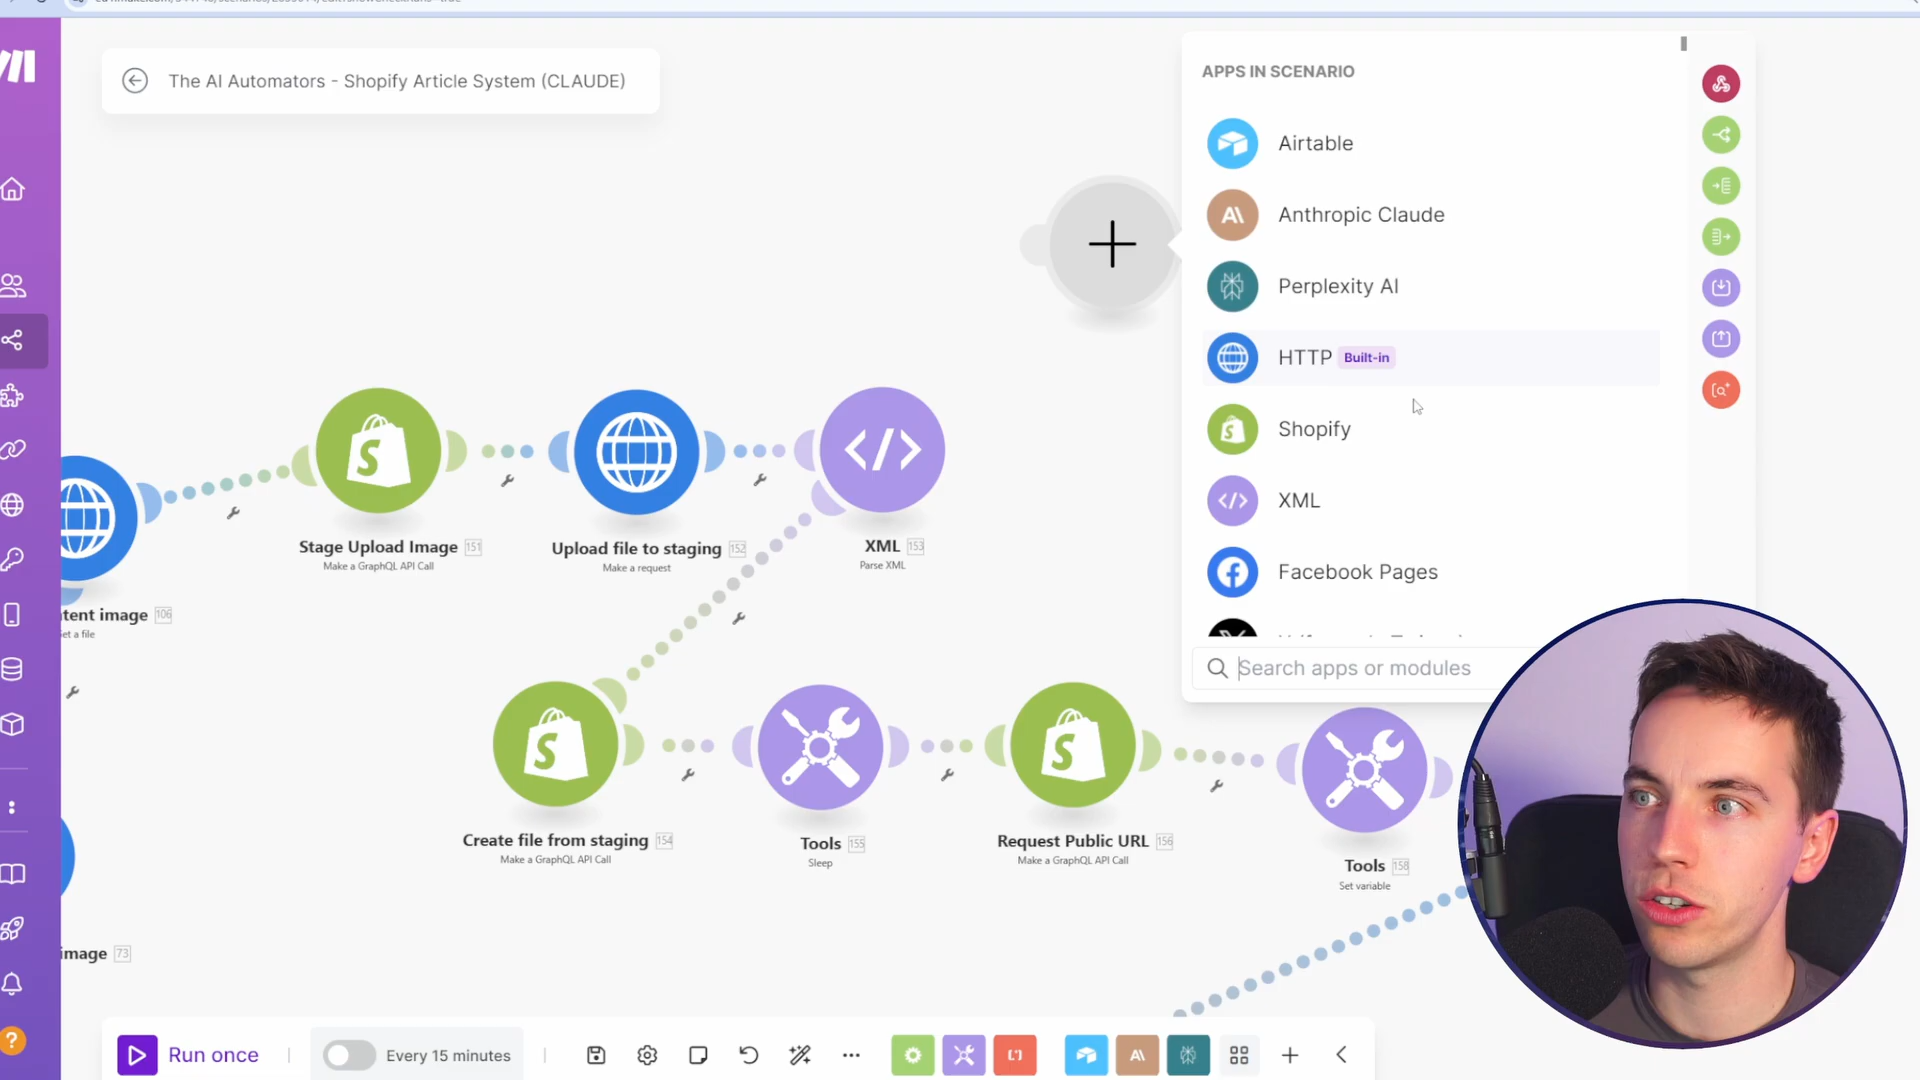 The AI Automators - Shopify Article System (CLAUDE)
APPS IN SCENARIO
Airtable
Anthropic Claude
Perplexity AI
HTTP Built-in
Shopify
XML
Facebook Pages
Search apps or modules
Stage Upload Image 151
Make a GraphQL API Call
Upload file to staging 152
Make a request
XML 153
Parse XML
image 106
a file
Create file from staging 154
Make a GraphQL API Call
Tools 155
Sleep
Request Public URL 156
Make a GraphQL API Call
Tools 158
Set variable
image 73
Run once
Every 15 minutes